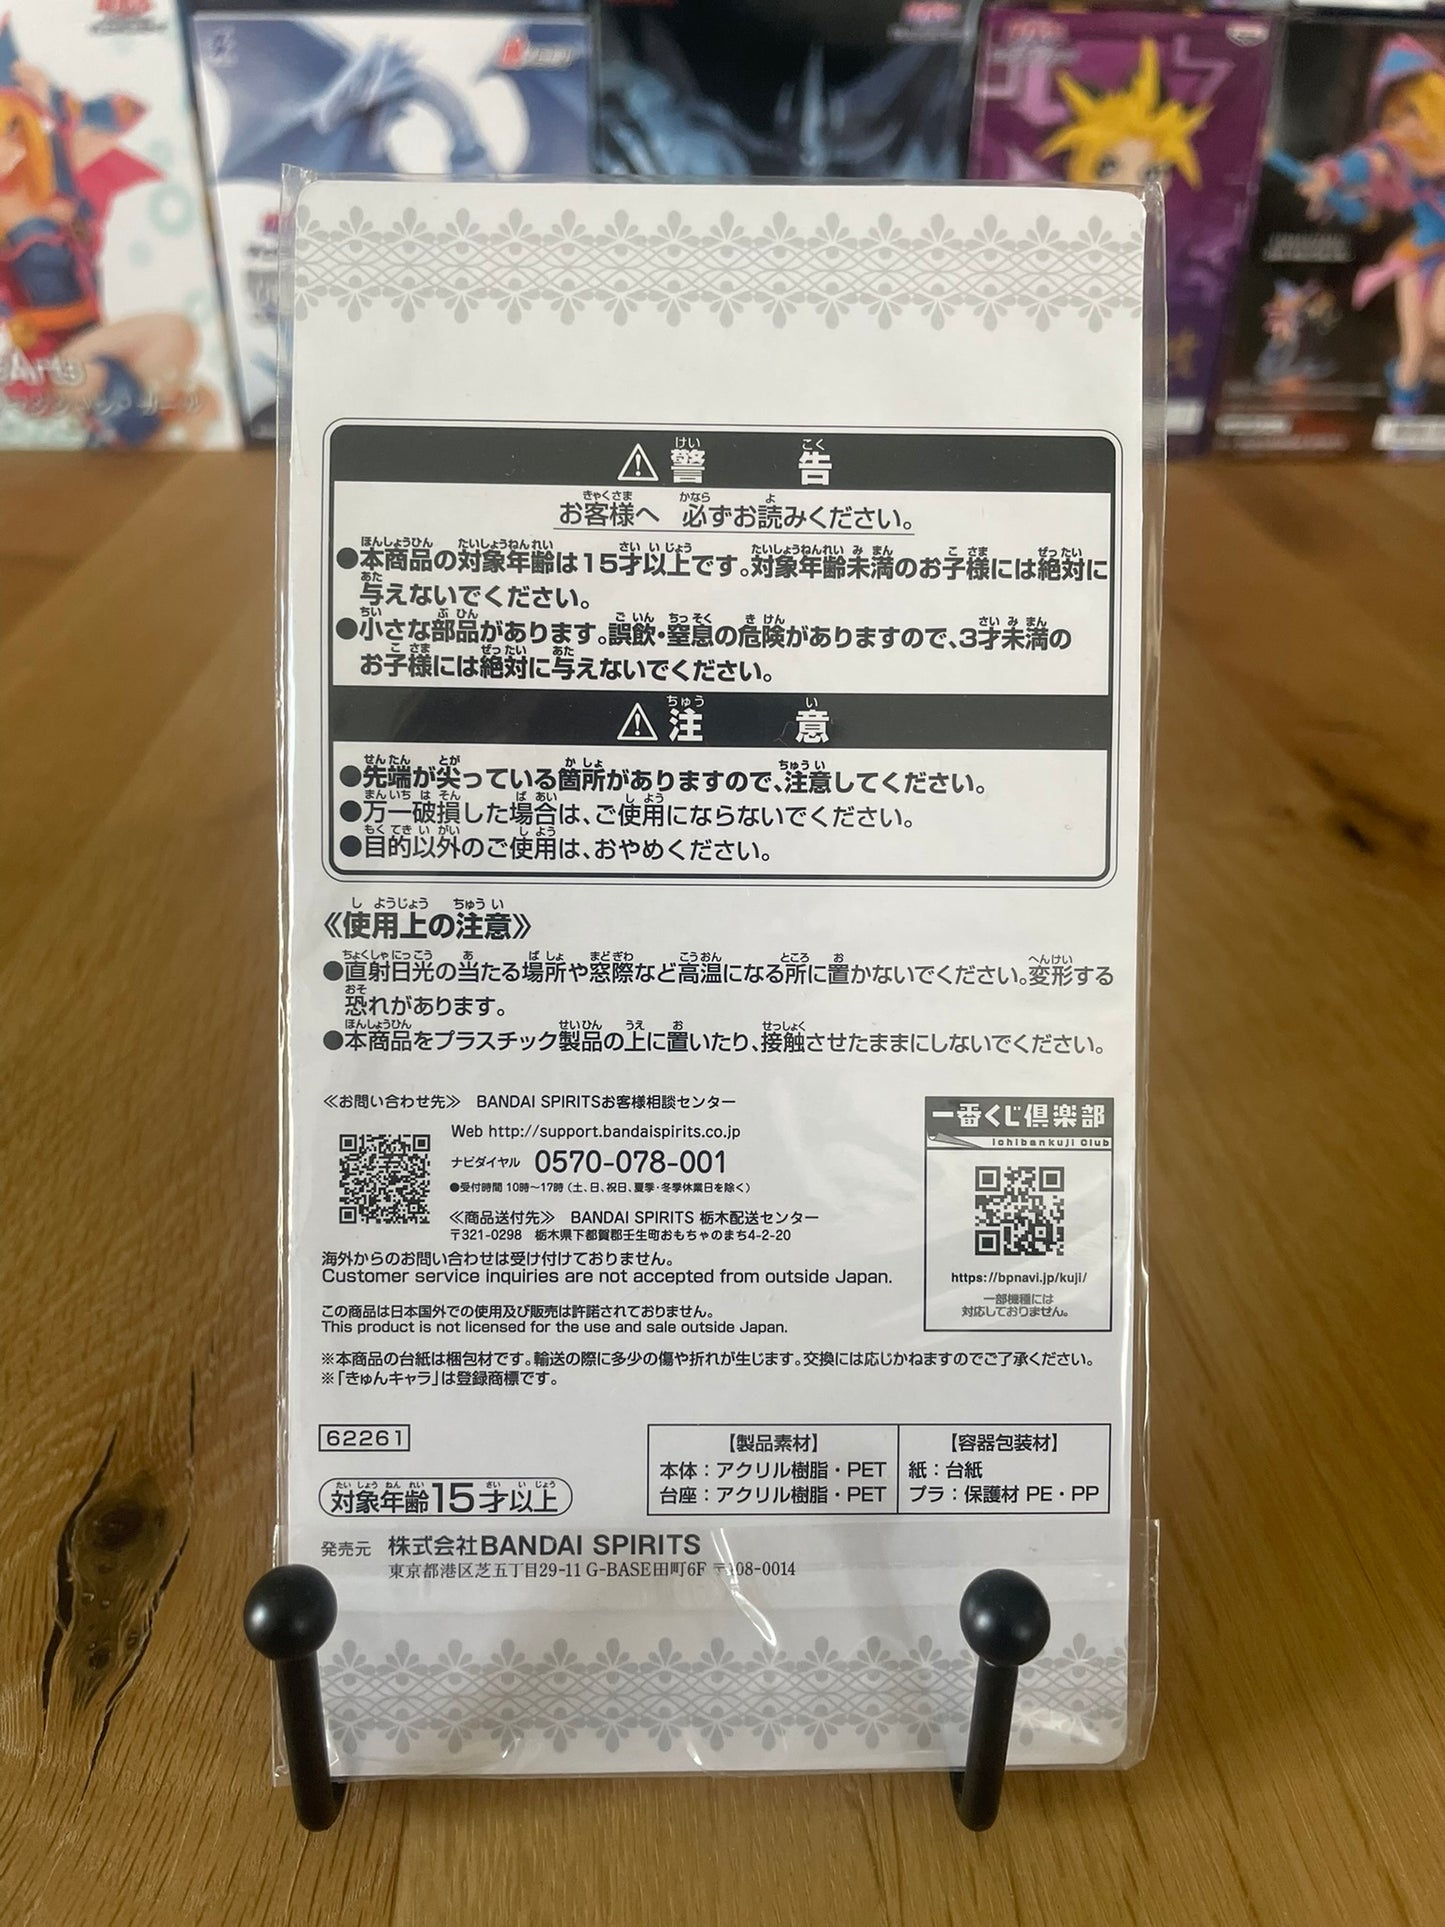 ⚠警告
お客様へ 必ずお読みください。
●本商品の対象年齢は15才以上です。対象年齢未満のお子様には絶対に
与えないでください。
●小さな部品があります。誤飲・窒息の危険がありますので、3才未満の
お子様には絶対に与えないでください。
⚠注意
●先端が尖っている箇所がありますので、注意してください。
●万一破損した場合は、ご使用にならないでください。
●目的以外のご使用は、おやめください。
《使用上の注意》
●直射日光の当たる場所や窓際など高温になる所に置かないでください。変形する
恐れがあります。
●本商品をプラスチック製品の上に置いたり、接触させたままにしないでください。
≪お問い合わせ先≫ BANDAI SPIRITSお客様相談センター
Web http://support.bandaispirits.co.jp
ナビダイヤル 0570-078-001
●受付時間 10時～17時(土、日、祝日、夏季・冬季休業日を除く)
≪商品送付先≫ BANDAI SPIRITS 栃木配送センター
〒321-0298 栃木県下都賀郡壬生町おもちゃのまち4-2-20
海外からのお問い合わせは受け付けておりません。
Customer service inquiries are not accepted from outside Japan.
この商品は日本国外での使用及び販売は許諾されておりません。
This product is not licensed for the use and sale outside Japan.
一番くじ倶楽部
Ichibankuji Club
https://bpnavi.jp/kuji/
一部機種には
対応しておりません。
※本商品の台紙は梱包材です。輸送の際に多少の傷や折れが生じます。交換には応じかねますのでご了承ください。
※「きゅんキャラ」は登録商標です。
62261
対象年齢15才以上
【製品素材】
本体：アクリル樹脂・PET
台座：アクリル樹脂・PET
【容器包装材】
紙：台紙
プラ：保護材 PE・PP
発売元 株式会社BANDAI SPIRITS
東京都港区芝五丁目29-11 G-BASE田町6F 〒108-0014